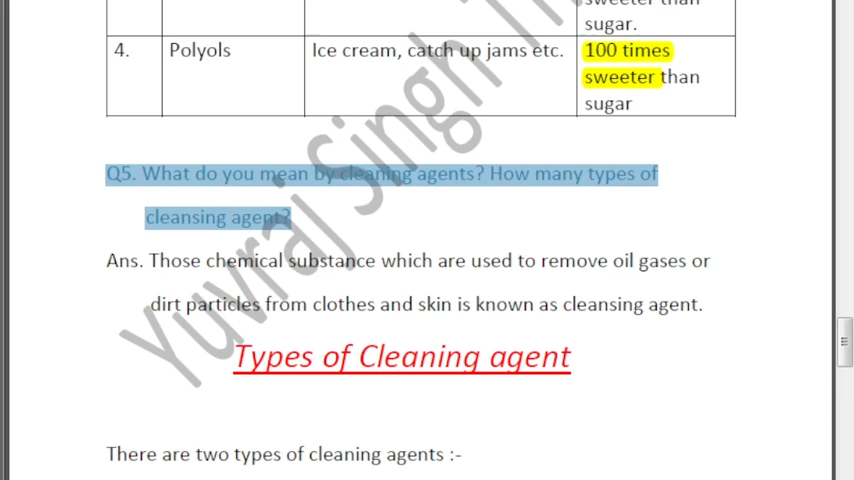 sweeter than
sugar.
4. Polyols Ice cream, catch up jams etc. 100 times
sweeter than
sugar
Q5. What do you mean by cleaning agents? How many types of
cleansing agent?
Ans. Those chemical substance which are used to remove oil gases or
dirt particles from clothes and skin is known as cleansing agent.
Types of Cleaning agent
There are two types of cleaning agents :-
Yuvraj Singh